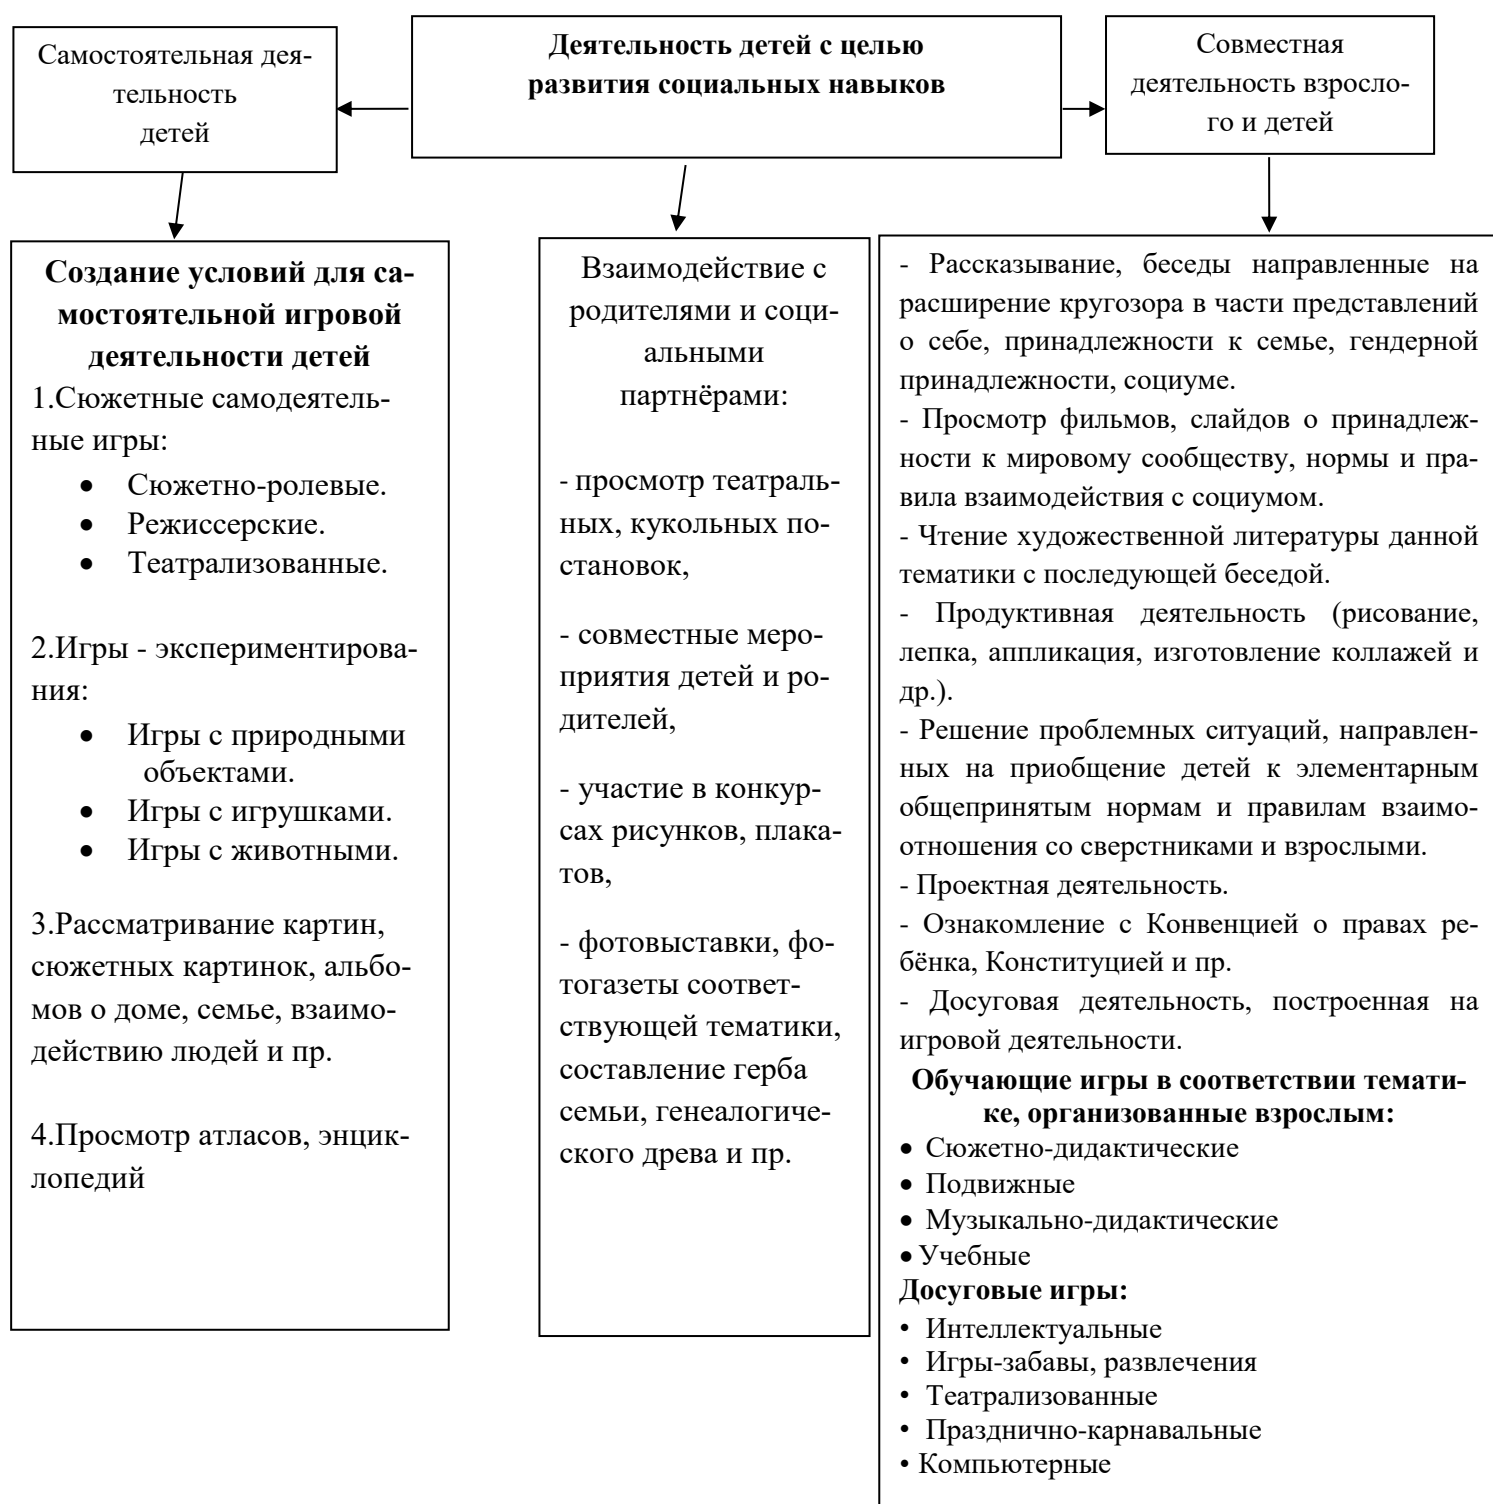 Самостоятельная дея-
тельность
детей
Деятельность детей с целью
развития социальных навыков
Совместная
деятельность взросло-
го и детей
Создание условий для са-
мостоятельной игровой
деятельности детей
1.Сюжетные самодеятель-
ные игры:
• Сюжетно-ролевые.
• Режиссерские.
• Театрализованные.
2.Игры - экспериментирова-
ния:
• Игры с природными
объектами.
• Игры с игрушками.
• Игры с животными.
3.Рассматривание картин,
сюжетных картинок, альбо-
мов о доме, семье, взаимо-
действию людей и пр.
4.Просмотр атласов, энцик-
лопедий
Взаимодействие с
родителями и соци-
альными
партнёрами:
- просмотр театраль-
ных, кукольных по-
становок,
- совместные меро-
приятия детей и ро-
дителей,
- участие в конкур-
сах рисунков, плака-
тов,
- фотовыставки, фо-
тогазеты соответ-
ствующей тематики,
составление герба
семьи, генеалогиче-
ского древа и пр.
- Рассказывание, беседы направленные на
расширение кругозора в части представлений
о себе, принадлежности к семье, гендерной
принадлежности, социуме.
- Просмотр фильмов, слайдов о принадлеж-
ности к мировому сообществу, нормы и пра-
вила взаимодействия с социумом.
- Чтение художественной литературы данной
тематики с последующей беседой.
- Продуктивная деятельность (рисование,
лепка, аппликация, изготовление коллажей и
др.).
- Решение проблемных ситуаций, направлен-
ных на приобщение детей к элементарным
общепринятым нормам и правилам взаимо-
отношения со сверстниками и взрослыми.
- Проектная деятельность.
- Ознакомление с Конвенцией о правах ре-
бёнка, Конституцией и пр.
- Досуговая деятельность, построенная на
игровой деятельности.
Обучающие игры в соответствии темати-
ке, организованные взрослым:
• Сюжетно-дидактические
• Подвижные
• Музыкально-дидактические
• Учебные
Досуговые игры:
• Интеллектуальные
• Игры-забавы, развлечения
• Театрализованные
• Празднично-карнавальные
• Компьютерные